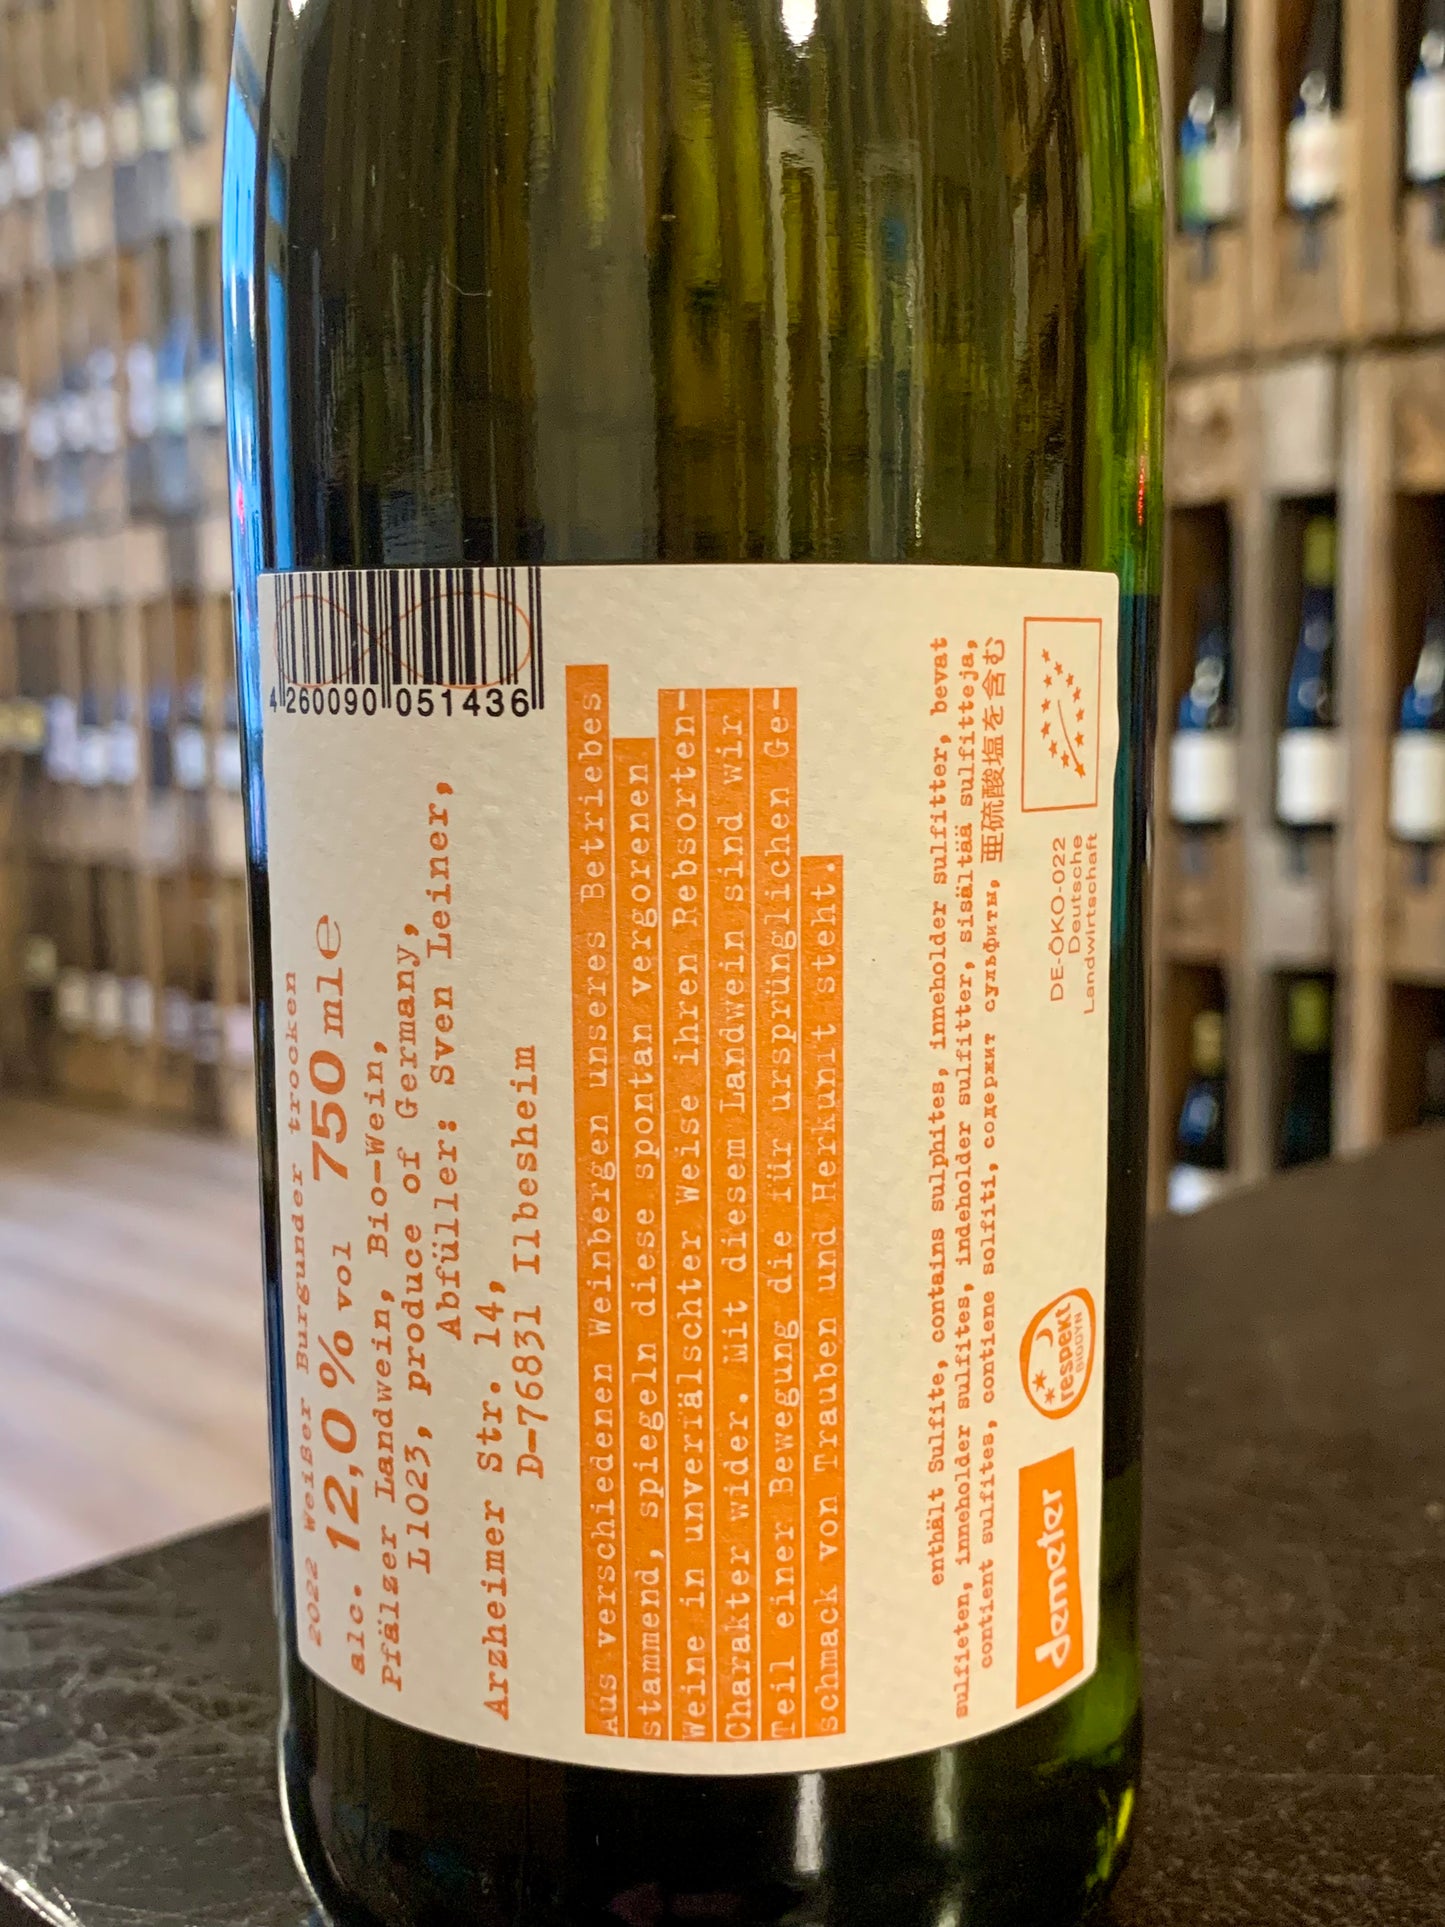 2022 Weißer Burgunder trocken
alc. 12,0 % vol 750 mle
Pfälzer Landwein, Bio-Wein,
L1023, produce of Germany,
Abfüller: Sven Leiner,
Arzheimer Str. 14,
D-76831 Ilbesheim
4 260090 051436
Aus verschiedenen Weinbergen unseres Betriebes
stammend, spiegeln diese spontan vergorenen
Weine in unverfälschter Weise ihren Rebsorten-
Charakter wider. Mit diesem Landwein sind wir
Teil einer Bewegung die für ursprünglichen Ge-
schmack von Trauben und Herkunft steht.
enthält Sulfite, contains sulphites, inneholder sulfitter, bevat
sulfieten, inneholder sulfites, indeholder sulfitter, sisältää sulfitteja,
contient sulfites, contiene solfiti, содержит сульфиты, 亜硫酸塩を含む
demeter
respekt
BIODYN
DE-ÖKO-022
Deutsche
Landwirtschaft